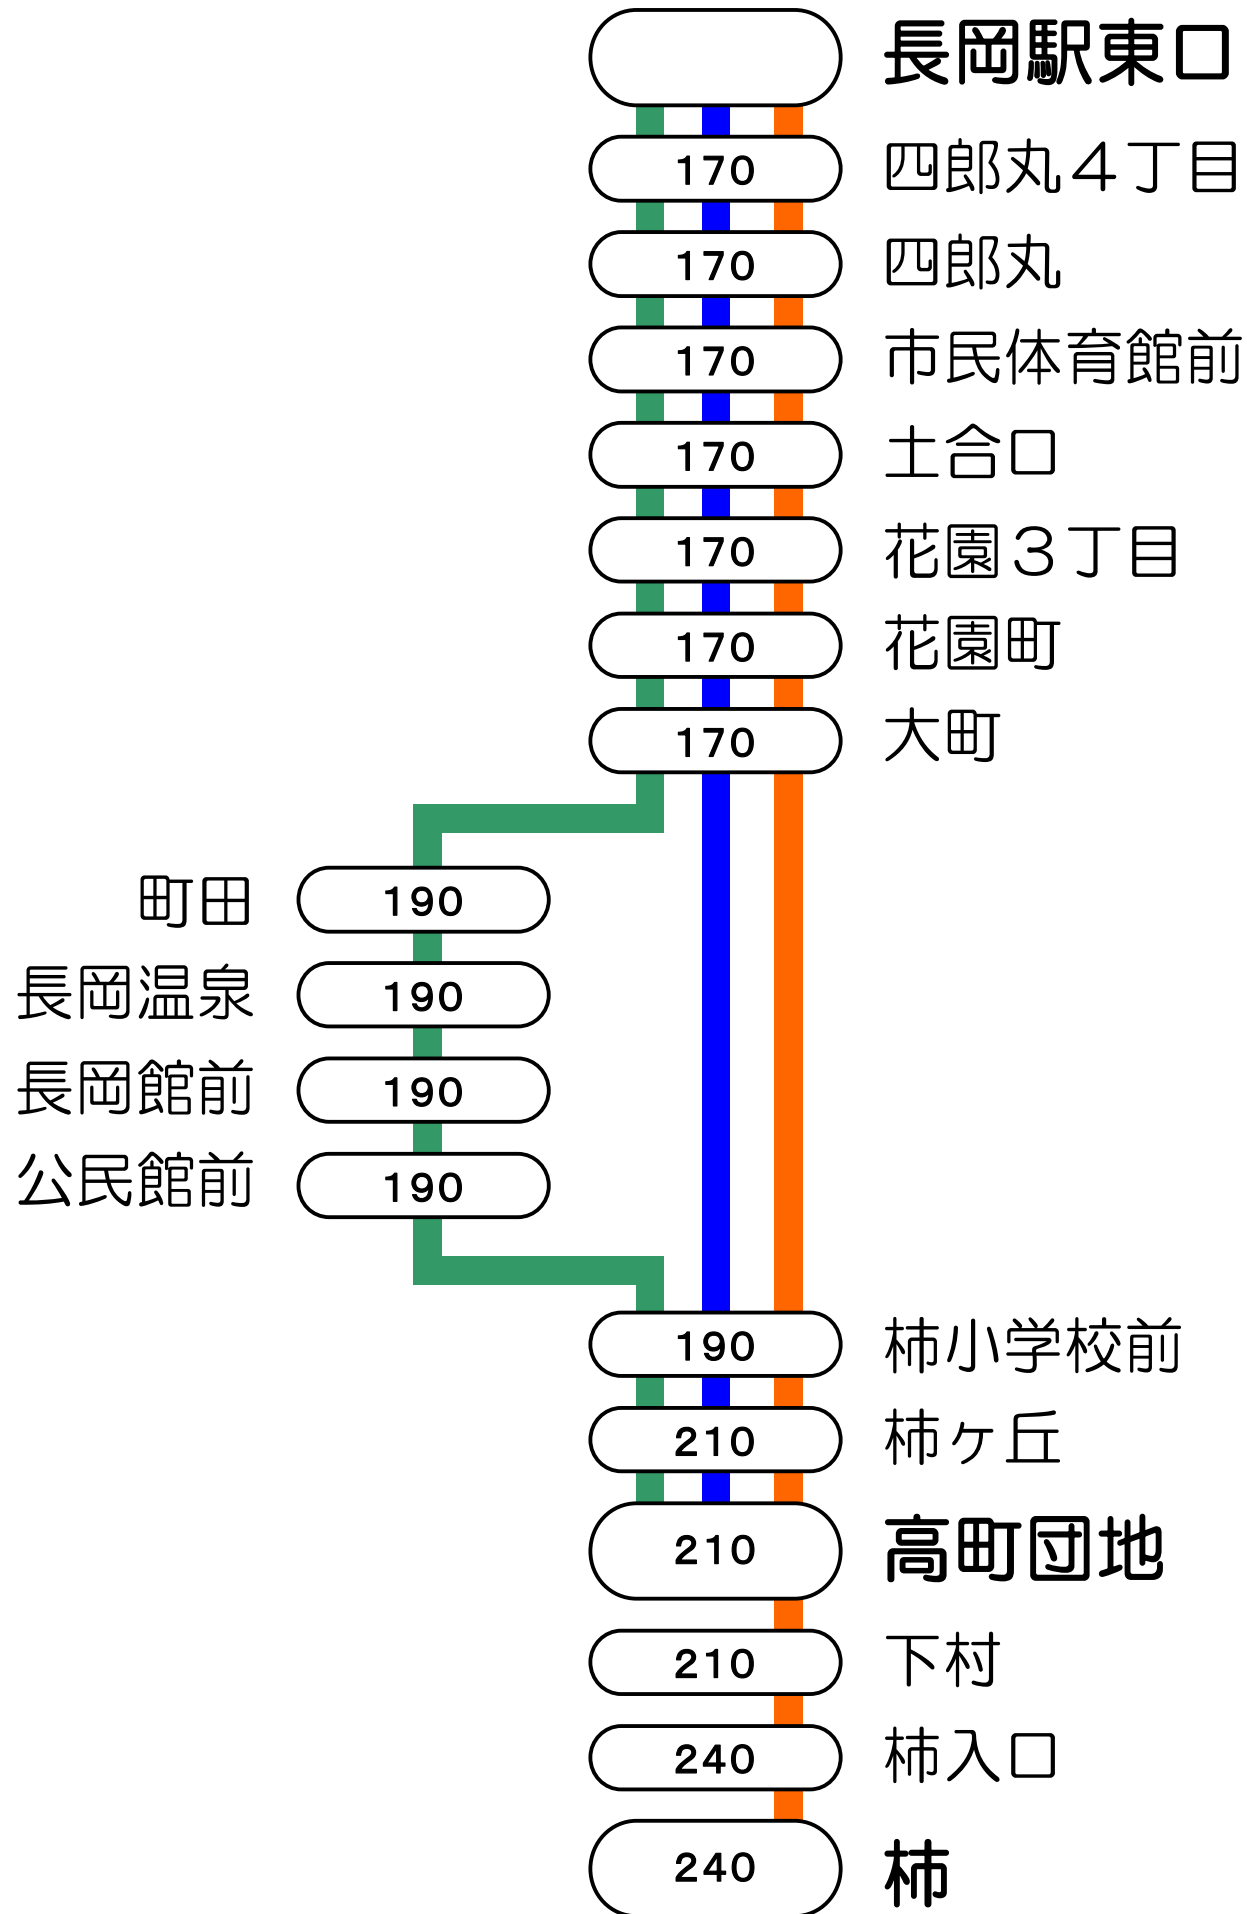 長岡駅東口
170 四郎丸4丁目
170 四郎丸
170 市民体育館前
170 土合口
170 花園3丁目
170 花園町
170 大町
町田 190
長岡温泉 190
長岡館前 190
公民館前 190
190 柿小学校前
210 柿ヶ丘
210 高町団地
210 下村
240 柿入口
240 柿